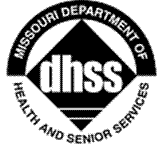 MISSOURI DEPARTMENT OF
dhss
HEALTH AND SENIOR SERVICES